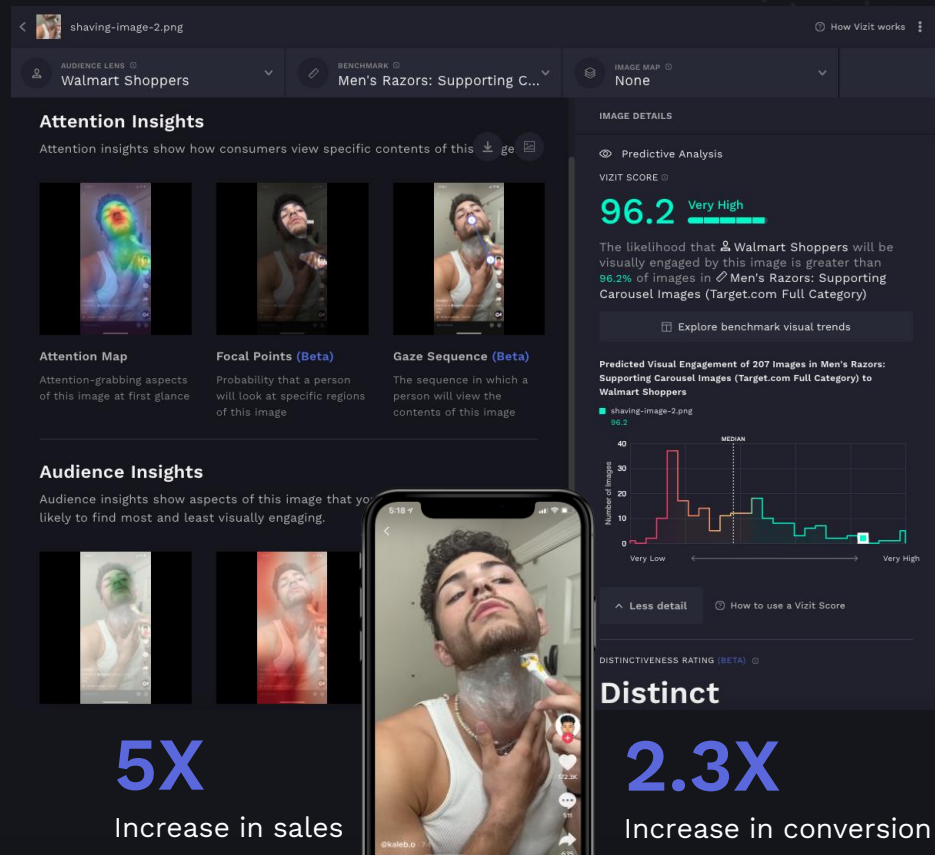 shaving-image-2.png
How Vizit works
AUDIENCE LENS
Walmart Shoppers
BENCHMARK
Men's Razors: Supporting C...
IMAGE MAP
None
Attention Insights
Attention insights show how consumers view specific contents of this ge
Attention Map
Attention-grabbing aspects
of this image at first glance
Focal Points (Beta)
Probability that a person
will look at specific regions
of this image
Gaze Sequence (Beta)
The sequence in which a
person will view the
contents of this image
Audience Insights
Audience insights show aspects of this image that yo
likely to find most and least visually engaging.
IMAGE DETAILS
Predictive Analysis
VIZIT SCORE
96.2 Very High
The likelihood that Walmart Shoppers will be
visually engaged by this image is greater than
96.2% of images in Men's Razors: Supporting
Carousel Images (Target.com Full Category)
Explore benchmark visual trends
Predicted Visual Engagement of 207 Images in Men's Razors:
Supporting Carousel Images (Target.com Full Category) to
Walmart Shoppers
shaving-image-2.png
96.2
MEDIAN
Number of Images
40
30
20
10
0
Very Low
Very High
Less detail
How to use a Vizit Score
DISTINCTIVENESS RATING (BETA)
Distinct
5:18
172.3K
511
635
@kaleb.o
5X
Increase in sales
2.3X
Increase in conversion